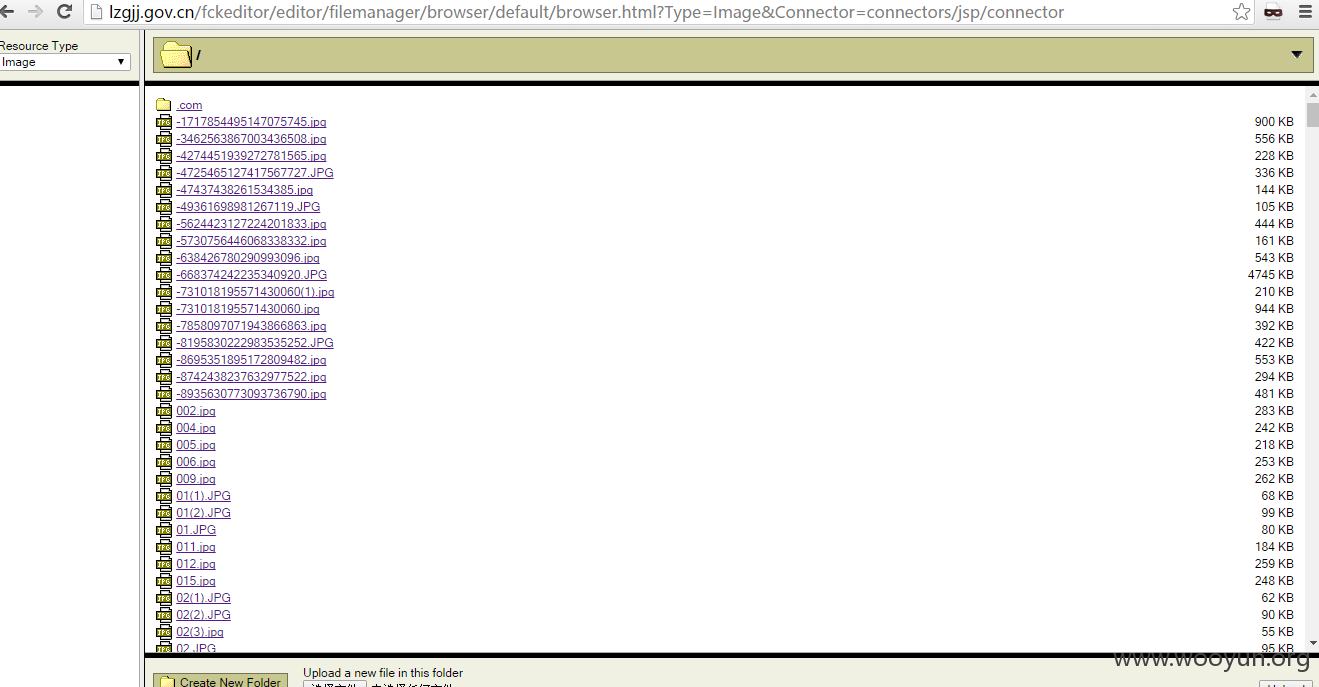 lzgjj.gov.cn/fckeditor/editor/filemanager/browser/default/browser.html?Type=Image&Connector=connectors/jsp/connector
Resource Type
Image
/
.com
-1717854495147075745.jpg 900 KB
-3462563867003436508.jpg 556 KB
-4274451939272781565.jpg 228 KB
-4725465127417567727.JPG 336 KB
-47437438261534385.jpg 144 KB
-49361698981267119.JPG 105 KB
-5624423127224201833.jpg 444 KB
-5730756446068338332.jpg 161 KB
-638426780290993096.jpg 543 KB
-668374242235340920.JPG 4745 KB
-731018195571430060(1).jpg 210 KB
-731018195571430060.jpg 944 KB
-7858097071943866863.jpg 392 KB
-8195830222983535252.JPG 422 KB
-8695351895172809482.jpg 553 KB
-8742438237632977522.jpg 294 KB
-8935630773093736790.jpg 481 KB
002.jpg 283 KB
004.jpg 242 KB
005.jpg 218 KB
006.jpg 253 KB
009.jpg 262 KB
01(1).JPG 68 KB
01(2).JPG 99 KB
01.JPG 80 KB
011.jpg 184 KB
012.jpg 259 KB
015.jpg 248 KB
02(1).JPG 62 KB
02(2).JPG 90 KB
02(3).jpg 55 KB
02.JPG 95 KB
www.wooyun.org
Upload a new file in this folder
Create New Folder